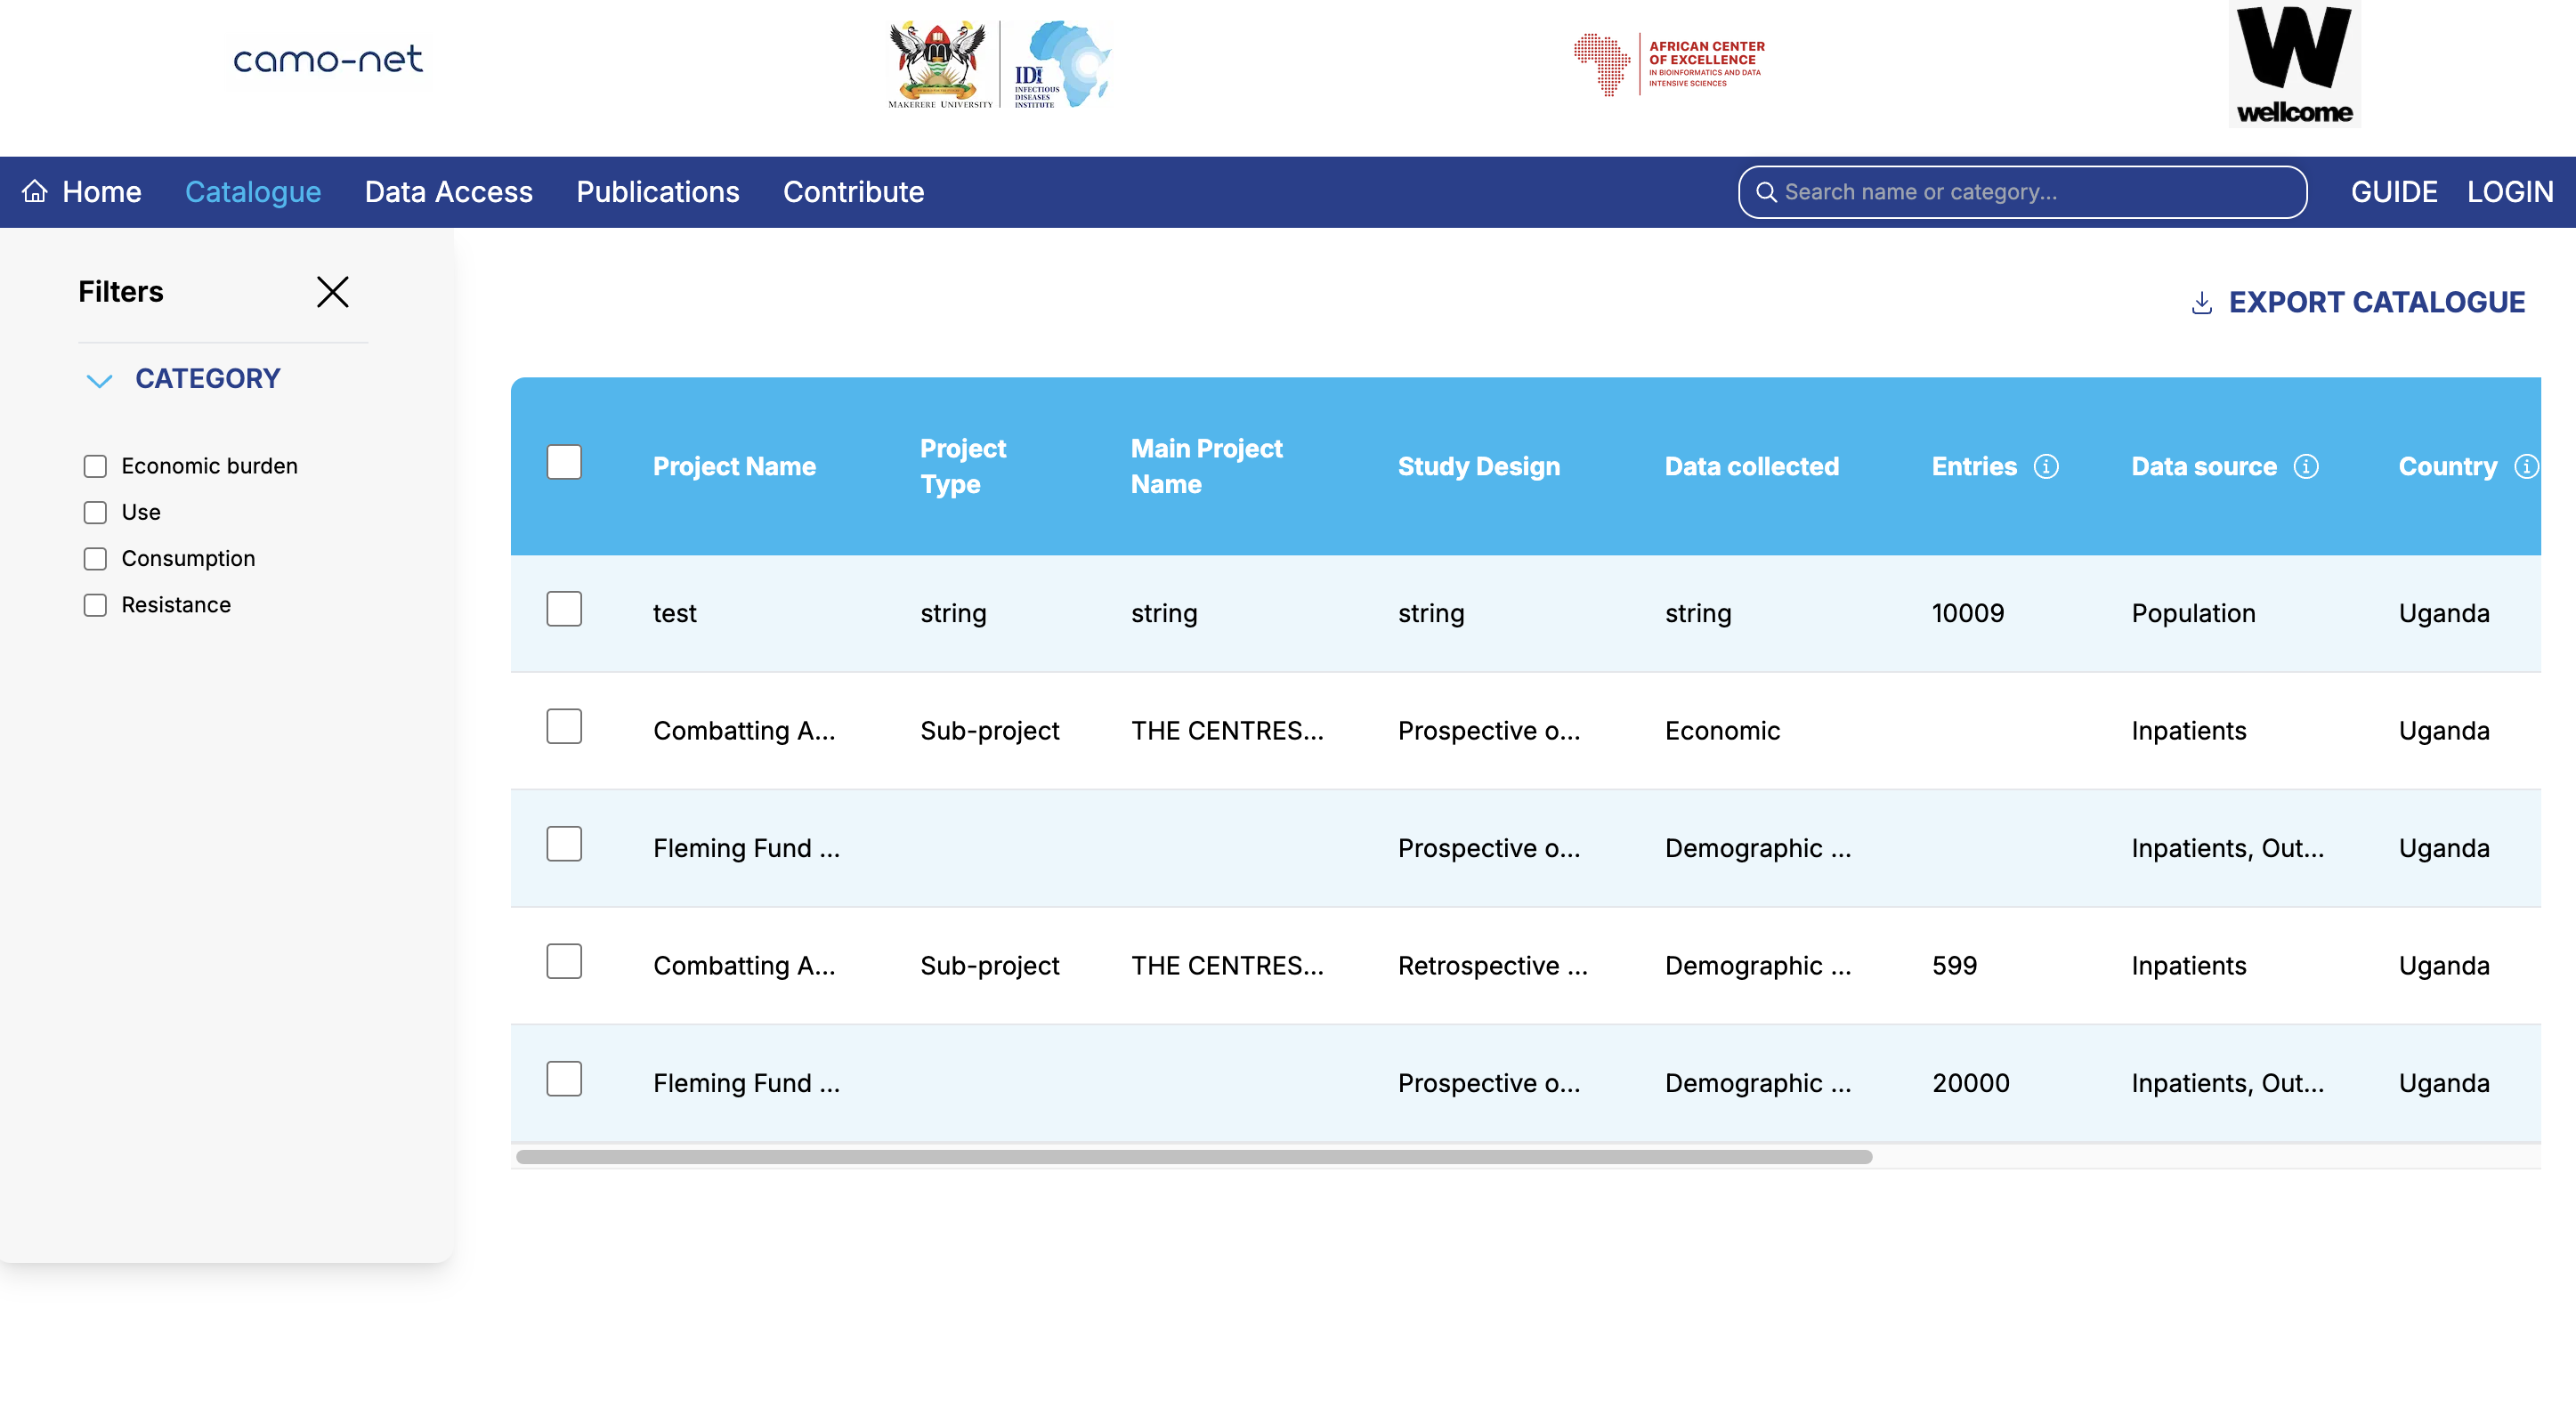 camo-net
MAKERERE UNIVERSITY
IDI
INFECTIOUS
DISEASES
INSTITUTE
AFRICAN CENTER
OF EXCELLENCE
IN BIOINFORMATICS AND DATA
INTENSIVE SCIENCES
W
wellcome
Home Catalogue Data Access Publications Contribute Search name or category... GUIDE LOGIN
Filters
EXPORT CATALOGUE
CATEGORY
Economic burden
Use
Consumption
Resistance
Project Name Project Type Main Project Name Study Design Data collected Entries Data source Country
test string string string string 10009 Population Uganda
Combatting A... Sub-project THE CENTRES... Prospective o... Economic Inpatients Uganda
Fleming Fund ... Prospective o... Demographic ... Inpatients, Out... Uganda
Combatting A... Sub-project THE CENTRES... Retrospective ... Demographic ... 599 Inpatients Uganda
Fleming Fund ... Prospective o... Demographic ... 20000 Inpatients, Out... Uganda